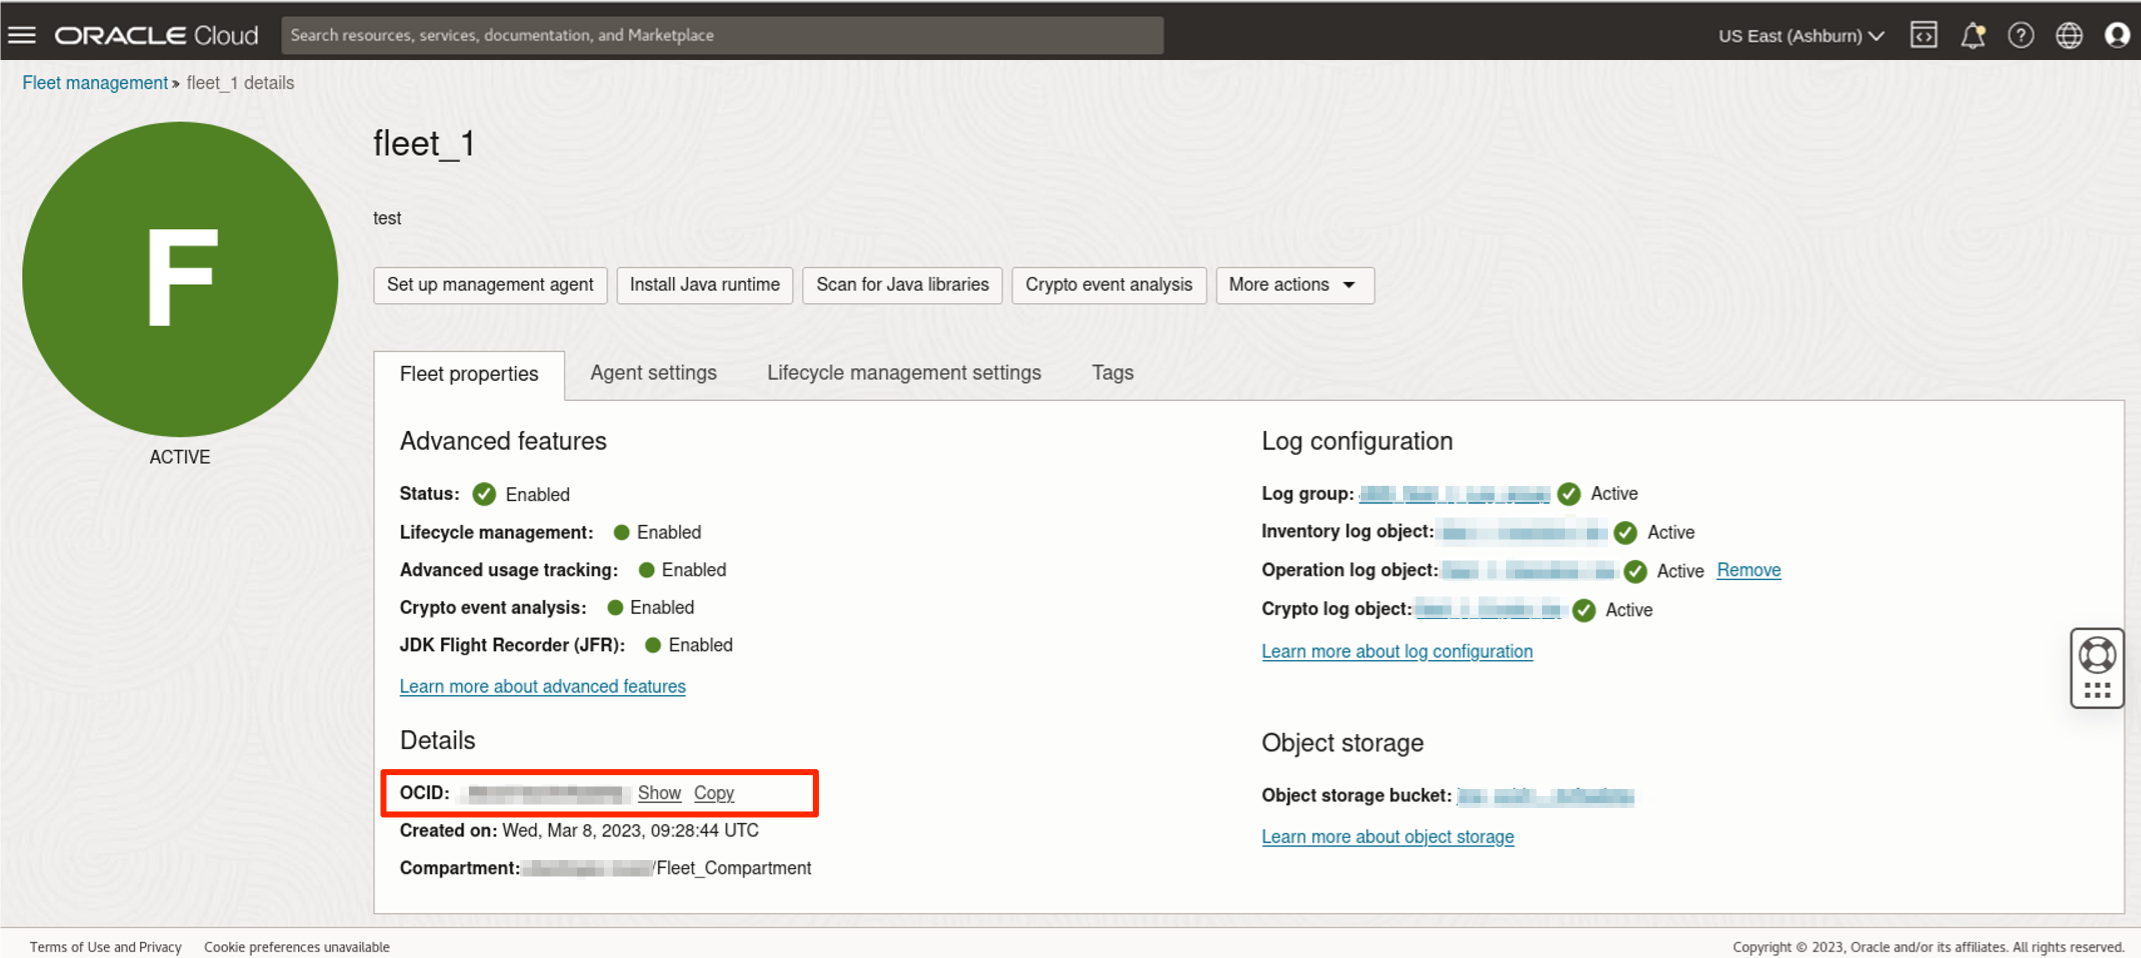 ORACLE Cloud
Search resources, services, documentation, and Marketplace
US East (Ashburn)
Fleet management » fleet_1 details
F
ACTIVE
fleet_1
test
Set up management agent
Install Java runtime
Scan for Java libraries
Crypto event analysis
More actions
Fleet properties
Agent settings
Lifecycle management settings
Tags
Advanced features
Status: Enabled
Lifecycle management: Enabled
Advanced usage tracking: Enabled
Crypto event analysis: Enabled
JDK Flight Recorder (JFR): Enabled
Learn more about advanced features
Details
OCID: Show Copy
Created on: Wed, Mar 8, 2023, 09:28:44 UTC
Compartment: /Fleet_Compartment
Log configuration
Log group: Active
Inventory log object: Active
Operation log object: Active Remove
Crypto log object: Active
Learn more about log configuration
Object storage
Object storage bucket:
Learn more about object storage
Terms of Use and Privacy
Cookie preferences unavailable
Copyright © 2023, Oracle and/or its affiliates. All rights reserved.